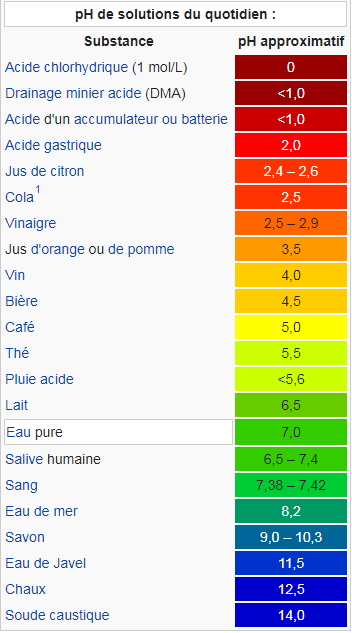 pH de solutions du quotidien :
Substance pH approximatif
Acide chlorhydrique (1 mol/L) 0
Drainage minier acide (DMA) <1,0
Acide d'un accumulateur ou batterie <1,0
Acide gastrique 2,0
Jus de citron 2,4 – 2,6
Cola1 2,5
Vinaigre 2,5 – 2,9
Jus d'orange ou de pomme 3,5
Vin 4,0
Bière 4,5
Café 5,0
Thé 5,5
Pluie acide <5,6
Lait 6,5
Eau pure 7,0
Salive humaine 6,5 – 7,4
Sang 7,38 – 7,42
Eau de mer 8,2
Savon 9,0 – 10,3
Eau de Javel 11,5
Chaux 12,5
Soude caustique 14,0